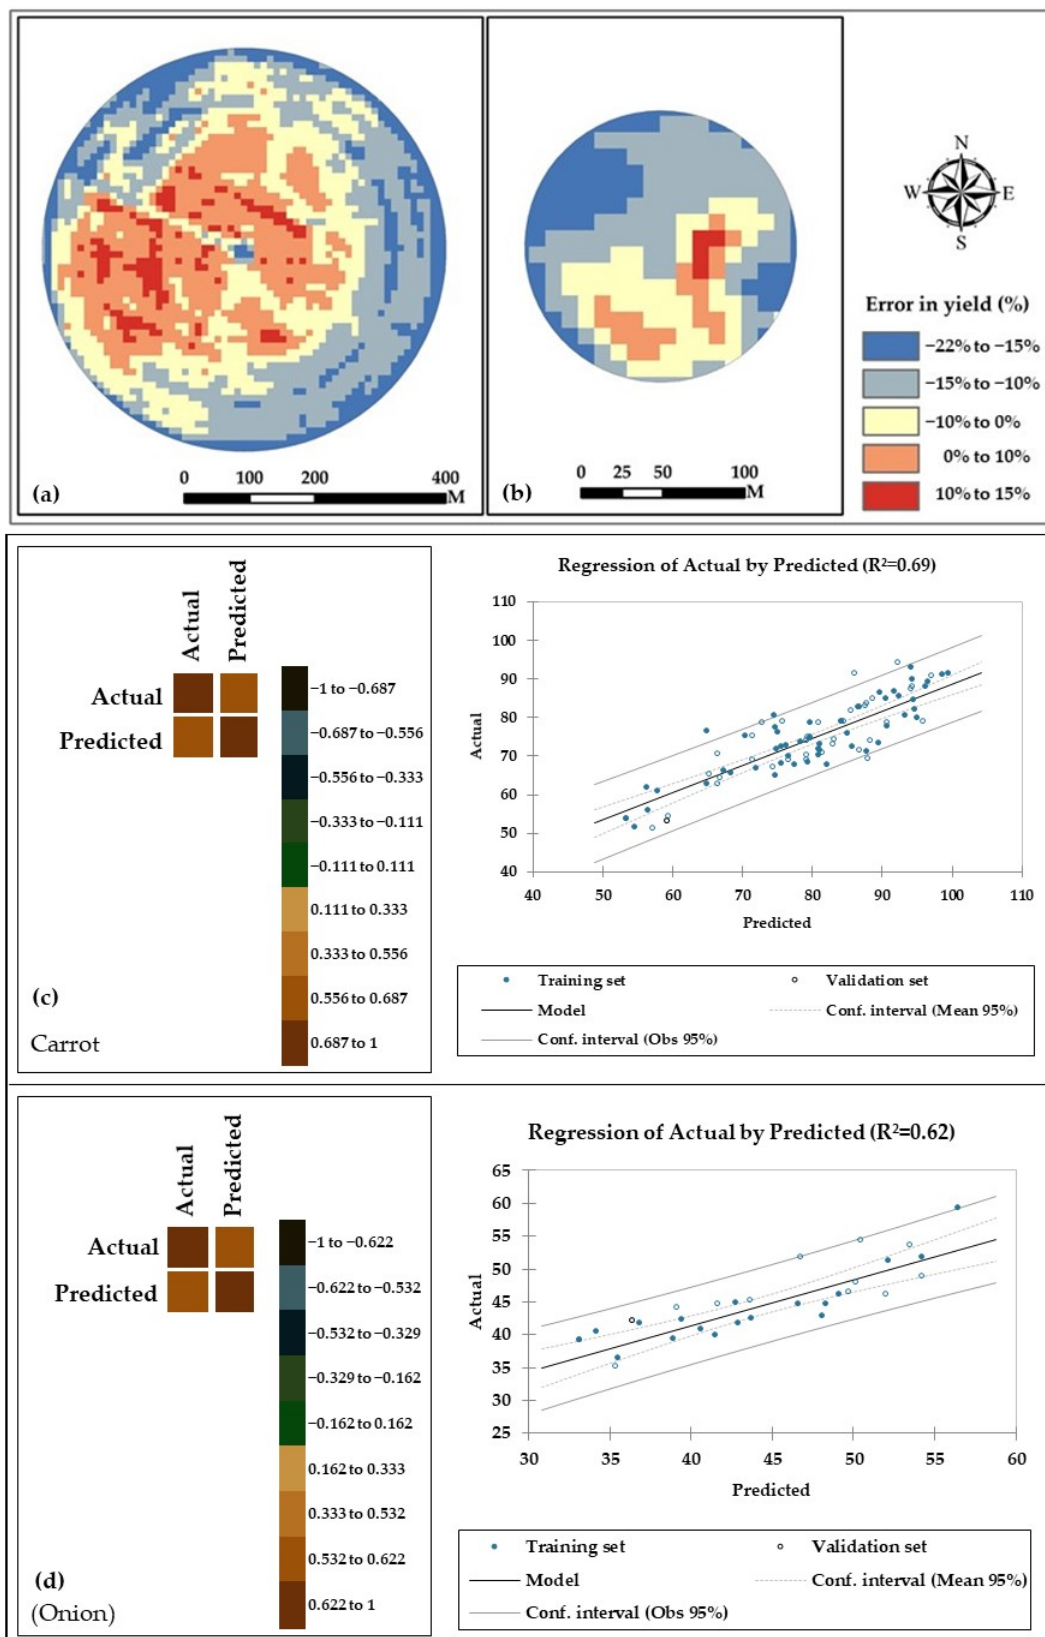 N
W E
S
Error in yield (%)
−22% to −15%
−15% to −10%
−10% to 0%
0% to 10%
10% to 15%
(a)
0 100 200 400
M
(b)
0 25 50 100
M
Actual
Predicted
Actual
Predicted
−1 to −0.687
−0.687 to −0.556
−0.556 to −0.333
−0.333 to −0.111
−0.111 to 0.111
0.111 to 0.333
0.333 to 0.556
0.556 to 0.687
0.687 to 1
(c)
Carrot
Regression of Actual by Predicted (R²=0.69)
110
100
90
80
70
60
50
40
Actual
40 50 60 70 80 90 100 110
Predicted
Training set
Validation set
Model
Conf. interval (Mean 95%)
Conf. interval (Obs 95%)
Actual
Predicted
Actual
Predicted
−1 to −0.622
−0.622 to −0.532
−0.532 to −0.329
−0.329 to −0.162
−0.162 to 0.162
0.162 to 0.333
0.333 to 0.532
0.532 to 0.622
0.622 to 1
(d)
(Onion)
Regression of Actual by Predicted (R²=0.62)
65
60
55
50
45
40
35
30
25
Actual
30 35 40 45 50 55 60
Predicted
Training set
Validation set
Model
Conf. interval (Mean 95%)
Conf. interval (Obs 95%)